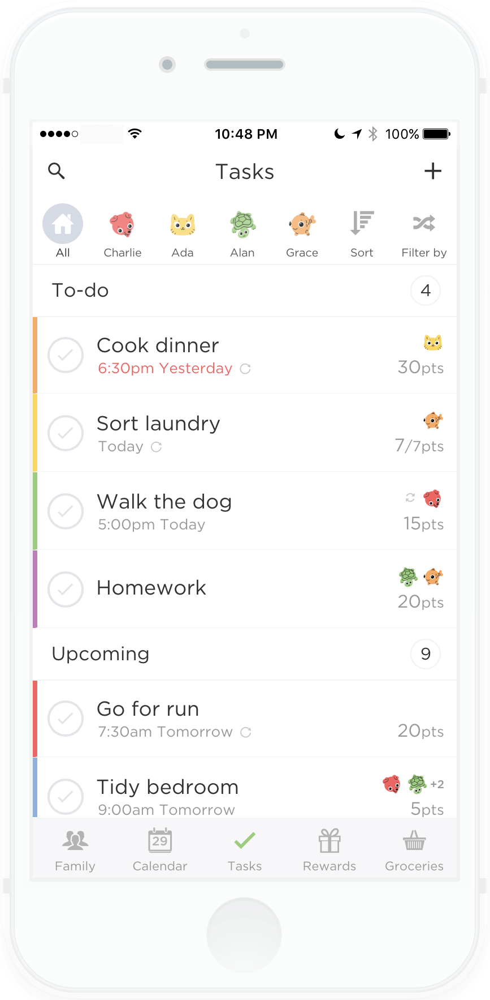 10:48 PM 100%
Tasks
All Charlie Ada Alan Grace Sort Filter by
To-do 4
Cook dinner
6:30pm Yesterday 30pts
Sort laundry
Today 7/7pts
Walk the dog
5:00pm Today 15pts
Homework
20pts
Upcoming 9
Go for run
7:30am Tomorrow 20pts
Tidy bedroom +2
9:00am Tomorrow 5pts
29
Family Calendar Tasks Rewards Groceries